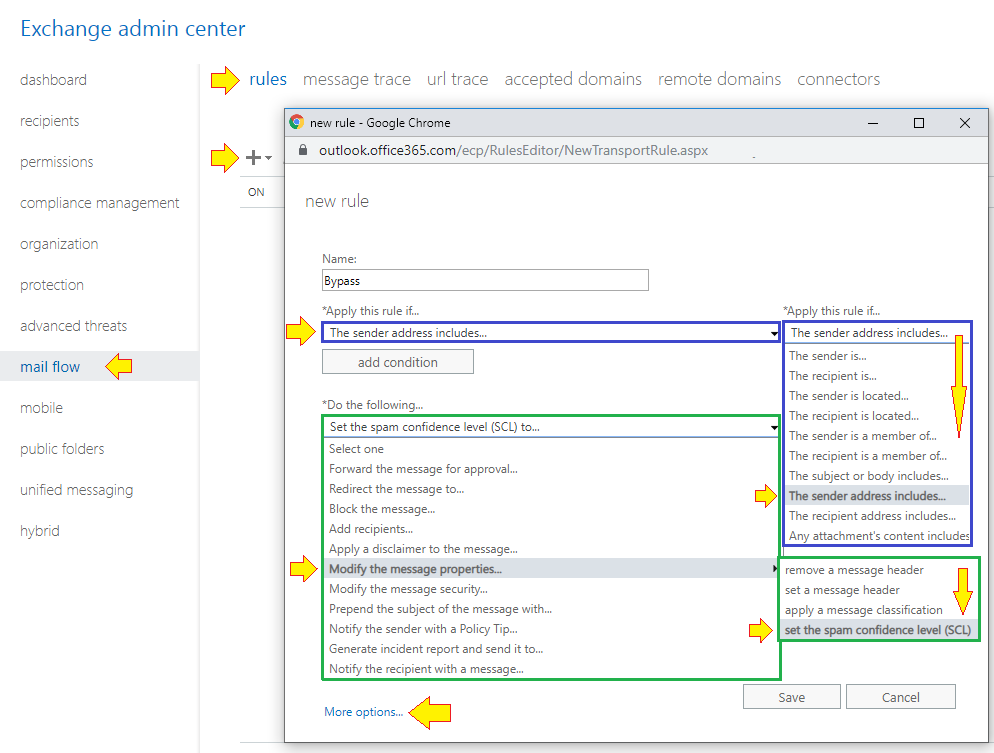 Exchange admin center
dashboard
recipients
permissions
compliance management
organization
protection
advanced threats
mail flow
mobile
public folders
unified messaging
hybrid
rules message trace url trace accepted domains remote domains connectors
ON
new rule - Google Chrome
outlook.office365.com/ecp/RulesEditor/NewTransportRule.aspx
new rule
Name:
Bypass
*Apply this rule if...
The sender address includes...
add condition
*Do the following...
Set the spam confidence level (SCL) to...
Select one
Forward the message for approval...
Redirect the message to...
Block the message...
Add recipients...
Apply a disclaimer to the message...
Modify the message properties...
Modify the message security...
Prepend the subject of the message with...
Notify the sender with a Policy Tip...
Generate incident report and send it to...
Notify the recipient with a message...
More options...
*Apply this rule if...
The sender address includes...
The sender is...
The recipient is...
The sender is located...
The recipient is located...
The sender is a member of...
The recipient is a member of...
The subject or body includes...
The sender address includes...
The recipient address includes...
Any attachment's content includes
remove a message header
set a message header
apply a message classification
set the spam confidence level (SCL)
Save
Cancel